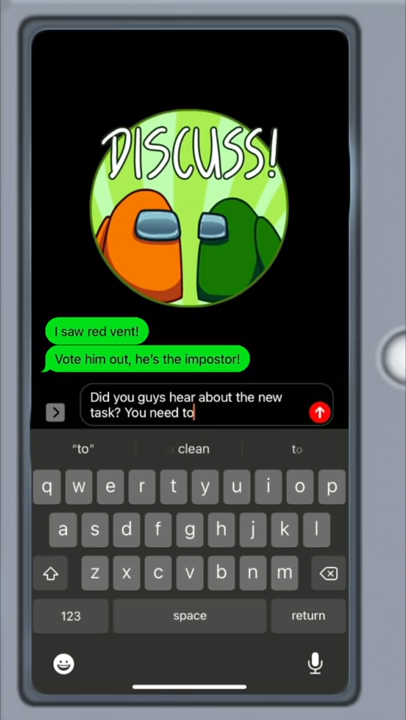 DISCUSS!
I saw red vent!
Vote him out, he's the impostor!
Did you guys hear about the new
task? You need to
"to" clean to
q w e r t y u i o p
a s d f g h j k l
z x c v b n m
123 space return